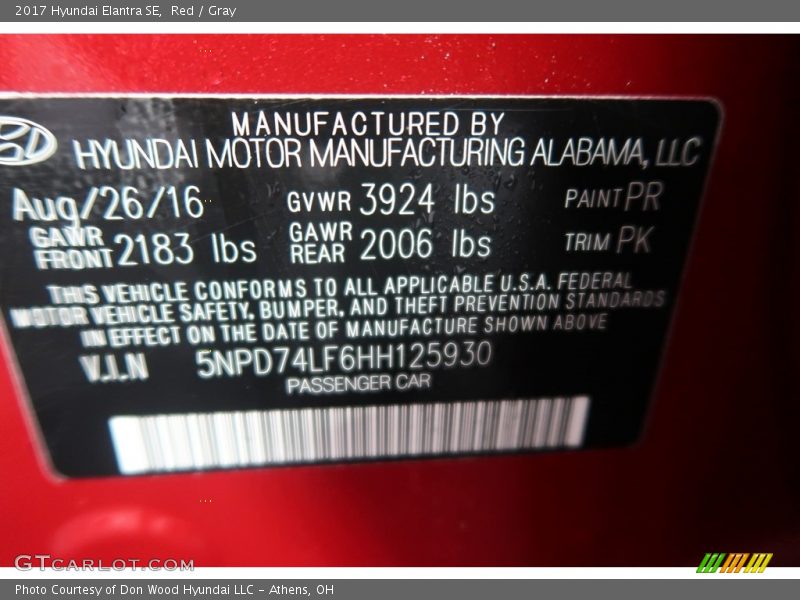 2017 Hyundai Elantra SE,  Red / Gray
MANUFACTURED BY
HYUNDAI MOTOR MANUFACTURING ALABAMA, LLC
Aug/26/16 GVWR 3924 lbs PAINT PR
GAWR FRONT 2183 lbs GAWR REAR 2006 lbs TRIM PK
THIS VEHICLE CONFORMS TO ALL APPLICABLE U.S.A. FEDERAL
MOTOR VEHICLE SAFETY, BUMPER, AND THEFT PREVENTION STANDARDS
IN EFFECT ON THE DATE OF MANUFACTURE SHOWN ABOVE
V.I.N 5NPD74LF6HH125930
PASSENGER CAR
GTCARLOT.COM
Photo Courtesy of Don Wood Hyundai LLC - Athens, OH